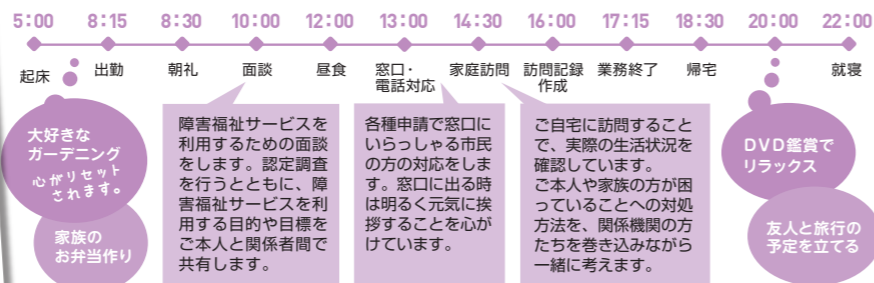 5:00 8:15 8:30 10:00 12:00 13:00 14:30 16:00 17:15 18:30 20:00 22:00
起床 出勤 朝礼 面談 昼食 窓口・ 家庭訪問 訪問記録 業務終了 帰宅 就寝
電話対応 作成
大好きな
ガーデニング
心がリセット
されます。
家族の
お弁当作り
障害福祉サービスを
利用するための面談
をします。認定調査
を行うとともに、障
害福祉サービスを利
用する目的や目標を
ご本人と関係者間で
共有します。
各種申請で窓口に
いらっしゃる市民
の方の対応をしま
す。窓口に出る時
は明るく元気に挨
拶することを心が
けています。
ご自宅に訪問すること
で、実際の生活状況を
確認しています。
ご本人や家族の方が困
っていることへの対処
方法を、関係機関の方
たちを巻き込みながら
一緒に考えます。
DVD鑑賞で
リラックス
友人と旅行の
予定を立てる